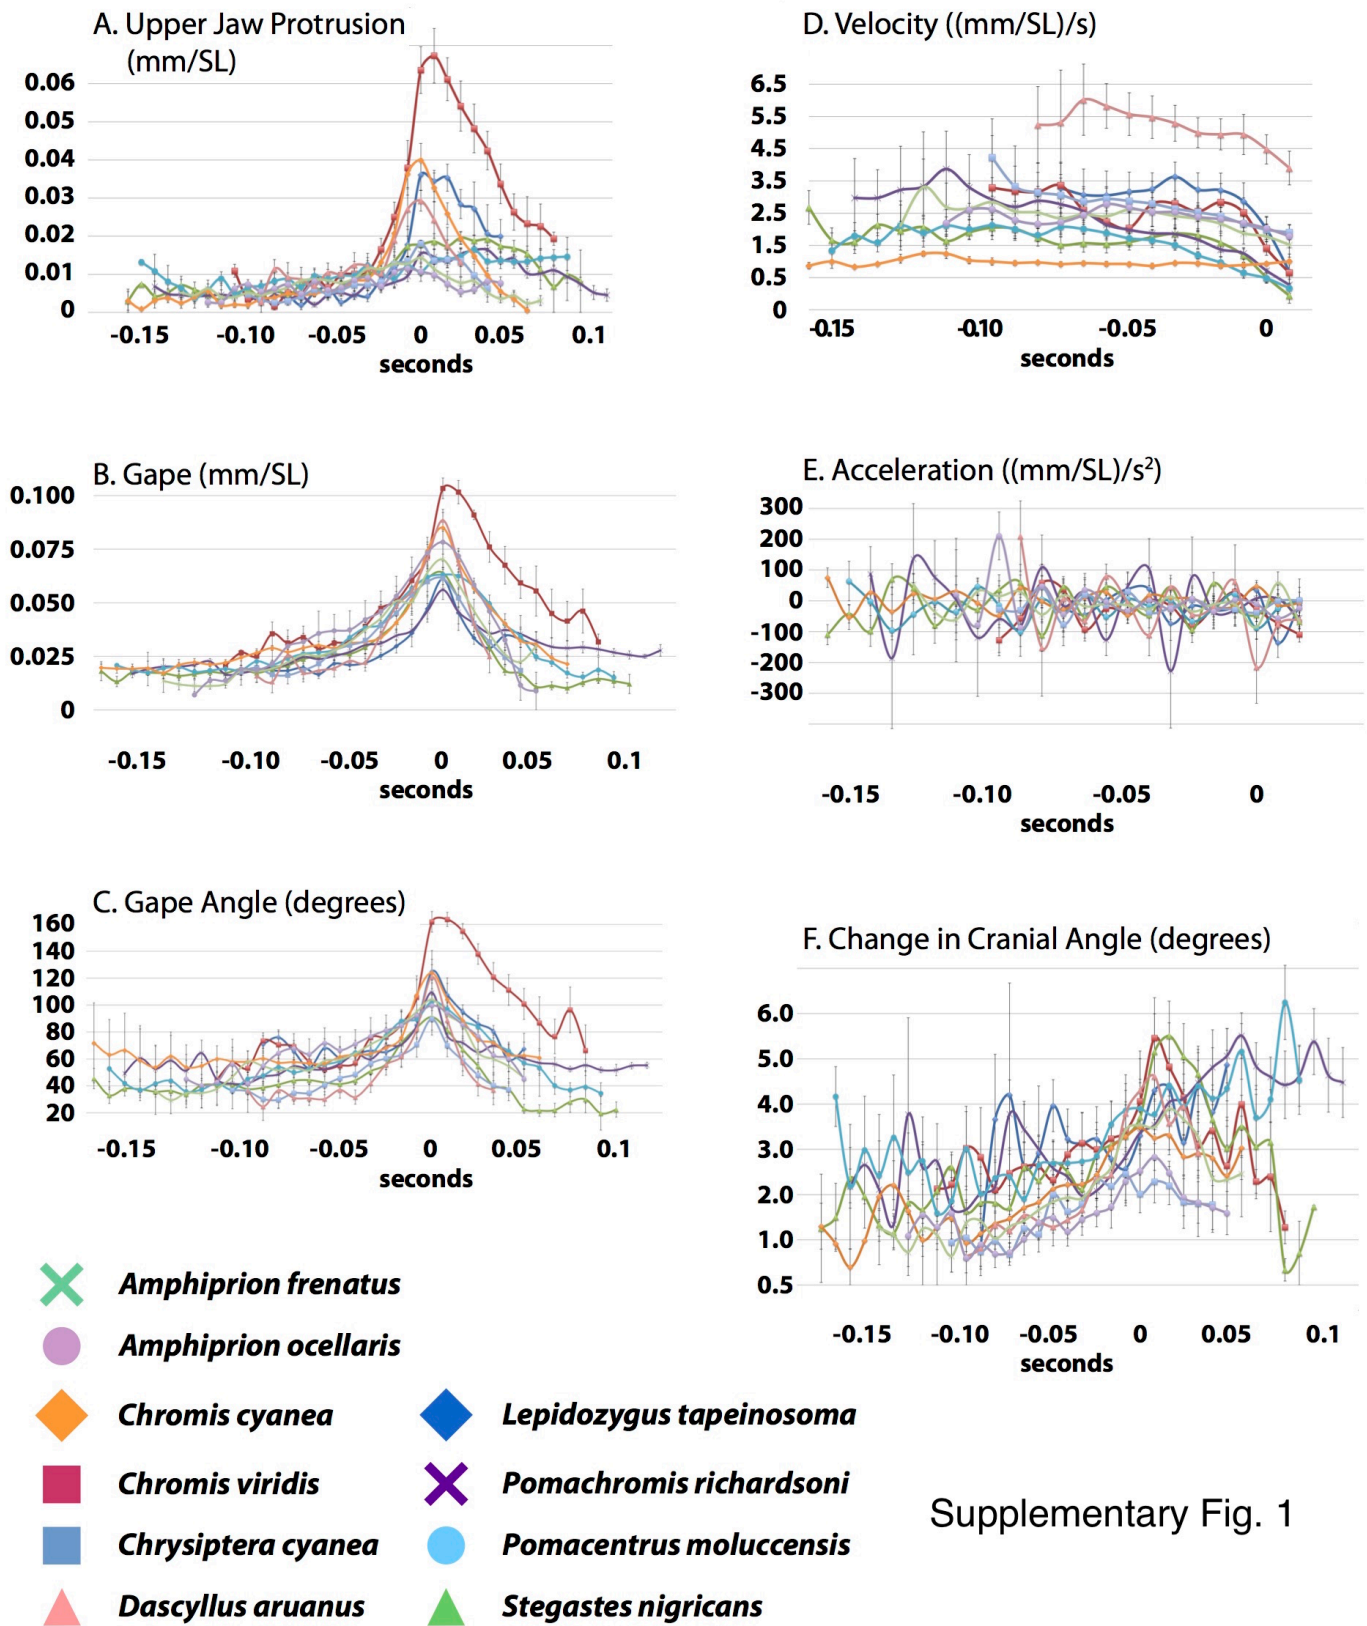 A. Upper Jaw Protrusion
(mm/SL)
0.06
0.05
0.04
0.03
0.02
0.01
0
-0.15 -0.10 -0.05 0 0.05 0.1
seconds
D. Velocity ((mm/SL)/s)
6.5
5.5
4.5
3.5
2.5
1.5
0.5
0
-0.15 -0.10 -0.05 0
seconds
B. Gape (mm/SL)
0.100
0.075
0.050
0.025
0
-0.15 -0.10 -0.05 0 0.05 0.1
seconds
E. Acceleration ((mm/SL)/s²)
300
200
100
0
-100
-200
-300
-0.15 -0.10 -0.05 0
seconds
C. Gape Angle (degrees)
160
140
120
100
80
60
40
20
-0.15 -0.10 -0.05 0 0.05 0.1
seconds
F. Change in Cranial Angle (degrees)
6.0
5.0
4.0
3.0
2.0
1.0
0.5
-0.15 -0.10 -0.05 0 0.05 0.1
seconds
Amphiprion frenatus
Amphiprion ocellaris
Chromis cyanea
Chromis viridis
Chrysiptera cyanea
Dascyllus aruanus
Lepidozygus tapeinosoma
Pomachromis richardsoni
Pomacentrus moluccensis
Stegastes nigricans
Supplementary Fig. 1